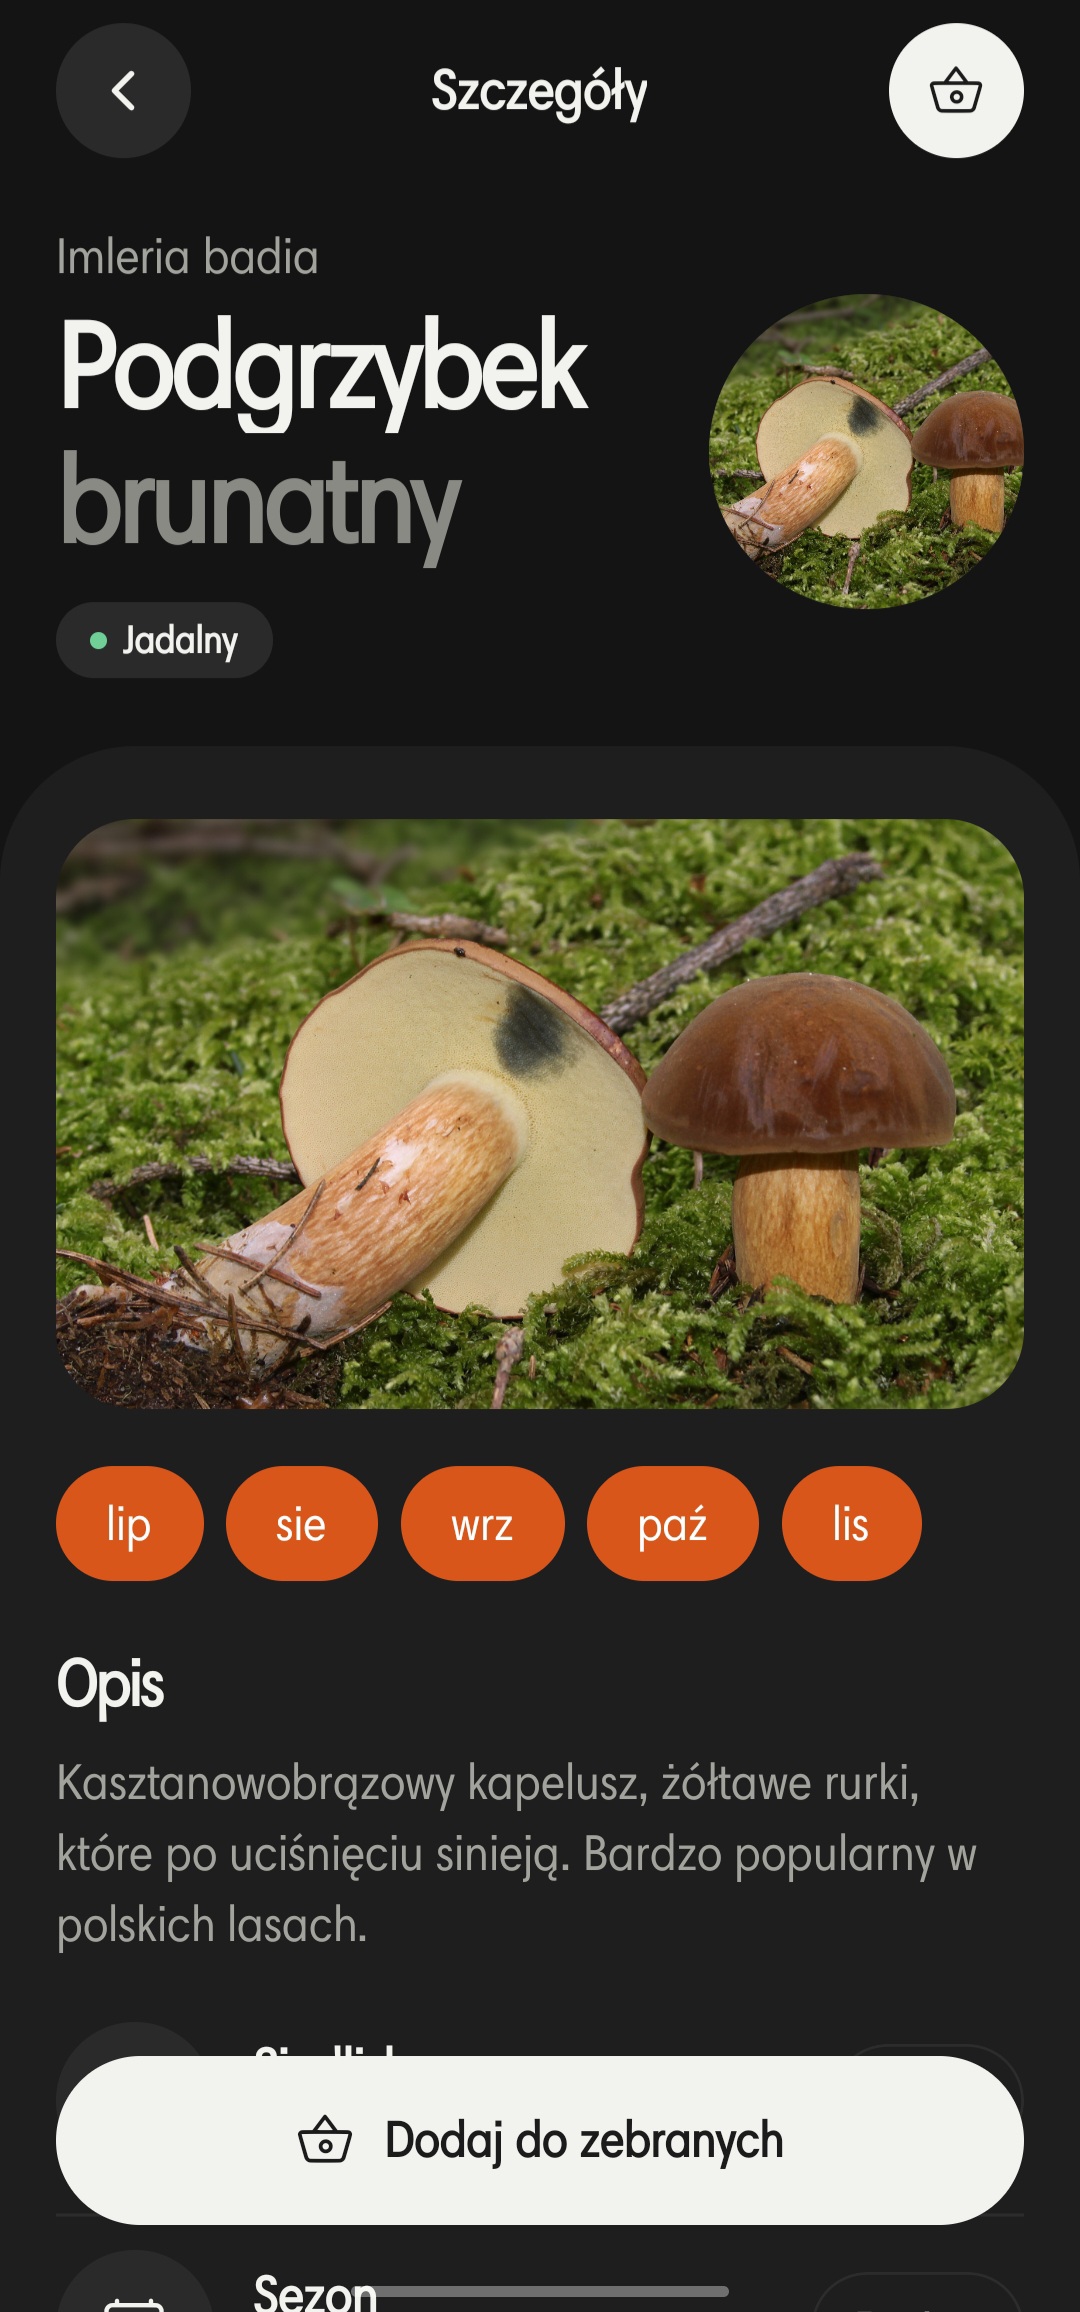 Szczegóły
Imleria badia
Podgrzybek
brunatny
Jadalny
lip
sie
wrz
paź
lis
Opis
Kasztanowobrązowy kapelusz, żółtawe rurki,
które po uciśnięciu sinieją. Bardzo popularny w
polskich lasach.
Dodaj do zebranych
Sezon